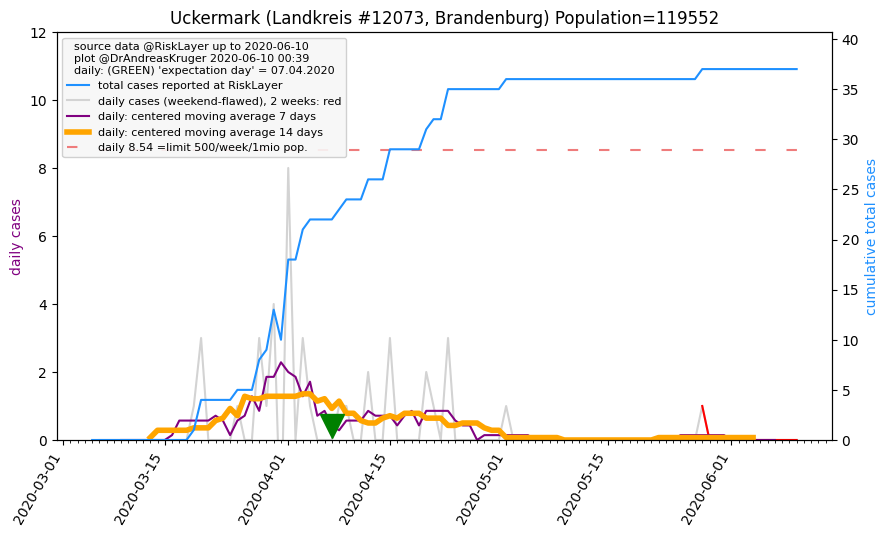 Uckermark (Landkreis #12073, Brandenburg) Population=119552
source data @RiskLayer up to 2020-06-10
plot @DrAndreasKruger 2020-06-10 00:39
daily: (GREEN) 'expectation day' = 07.04.2020
total cases reported at RiskLayer
daily cases (weekend-flawed), 2 weeks: red
daily: centered moving average 7 days
daily: centered moving average 14 days
daily 8.54 =limit 500/week/1mio pop.
daily cases
12
10
8
6
4
2
0
cumulative total cases
40
35
30
25
20
15
10
5
0
2020-03-01
2020-03-15
2020-04-01
2020-04-15
2020-05-01
2020-05-15
2020-06-01